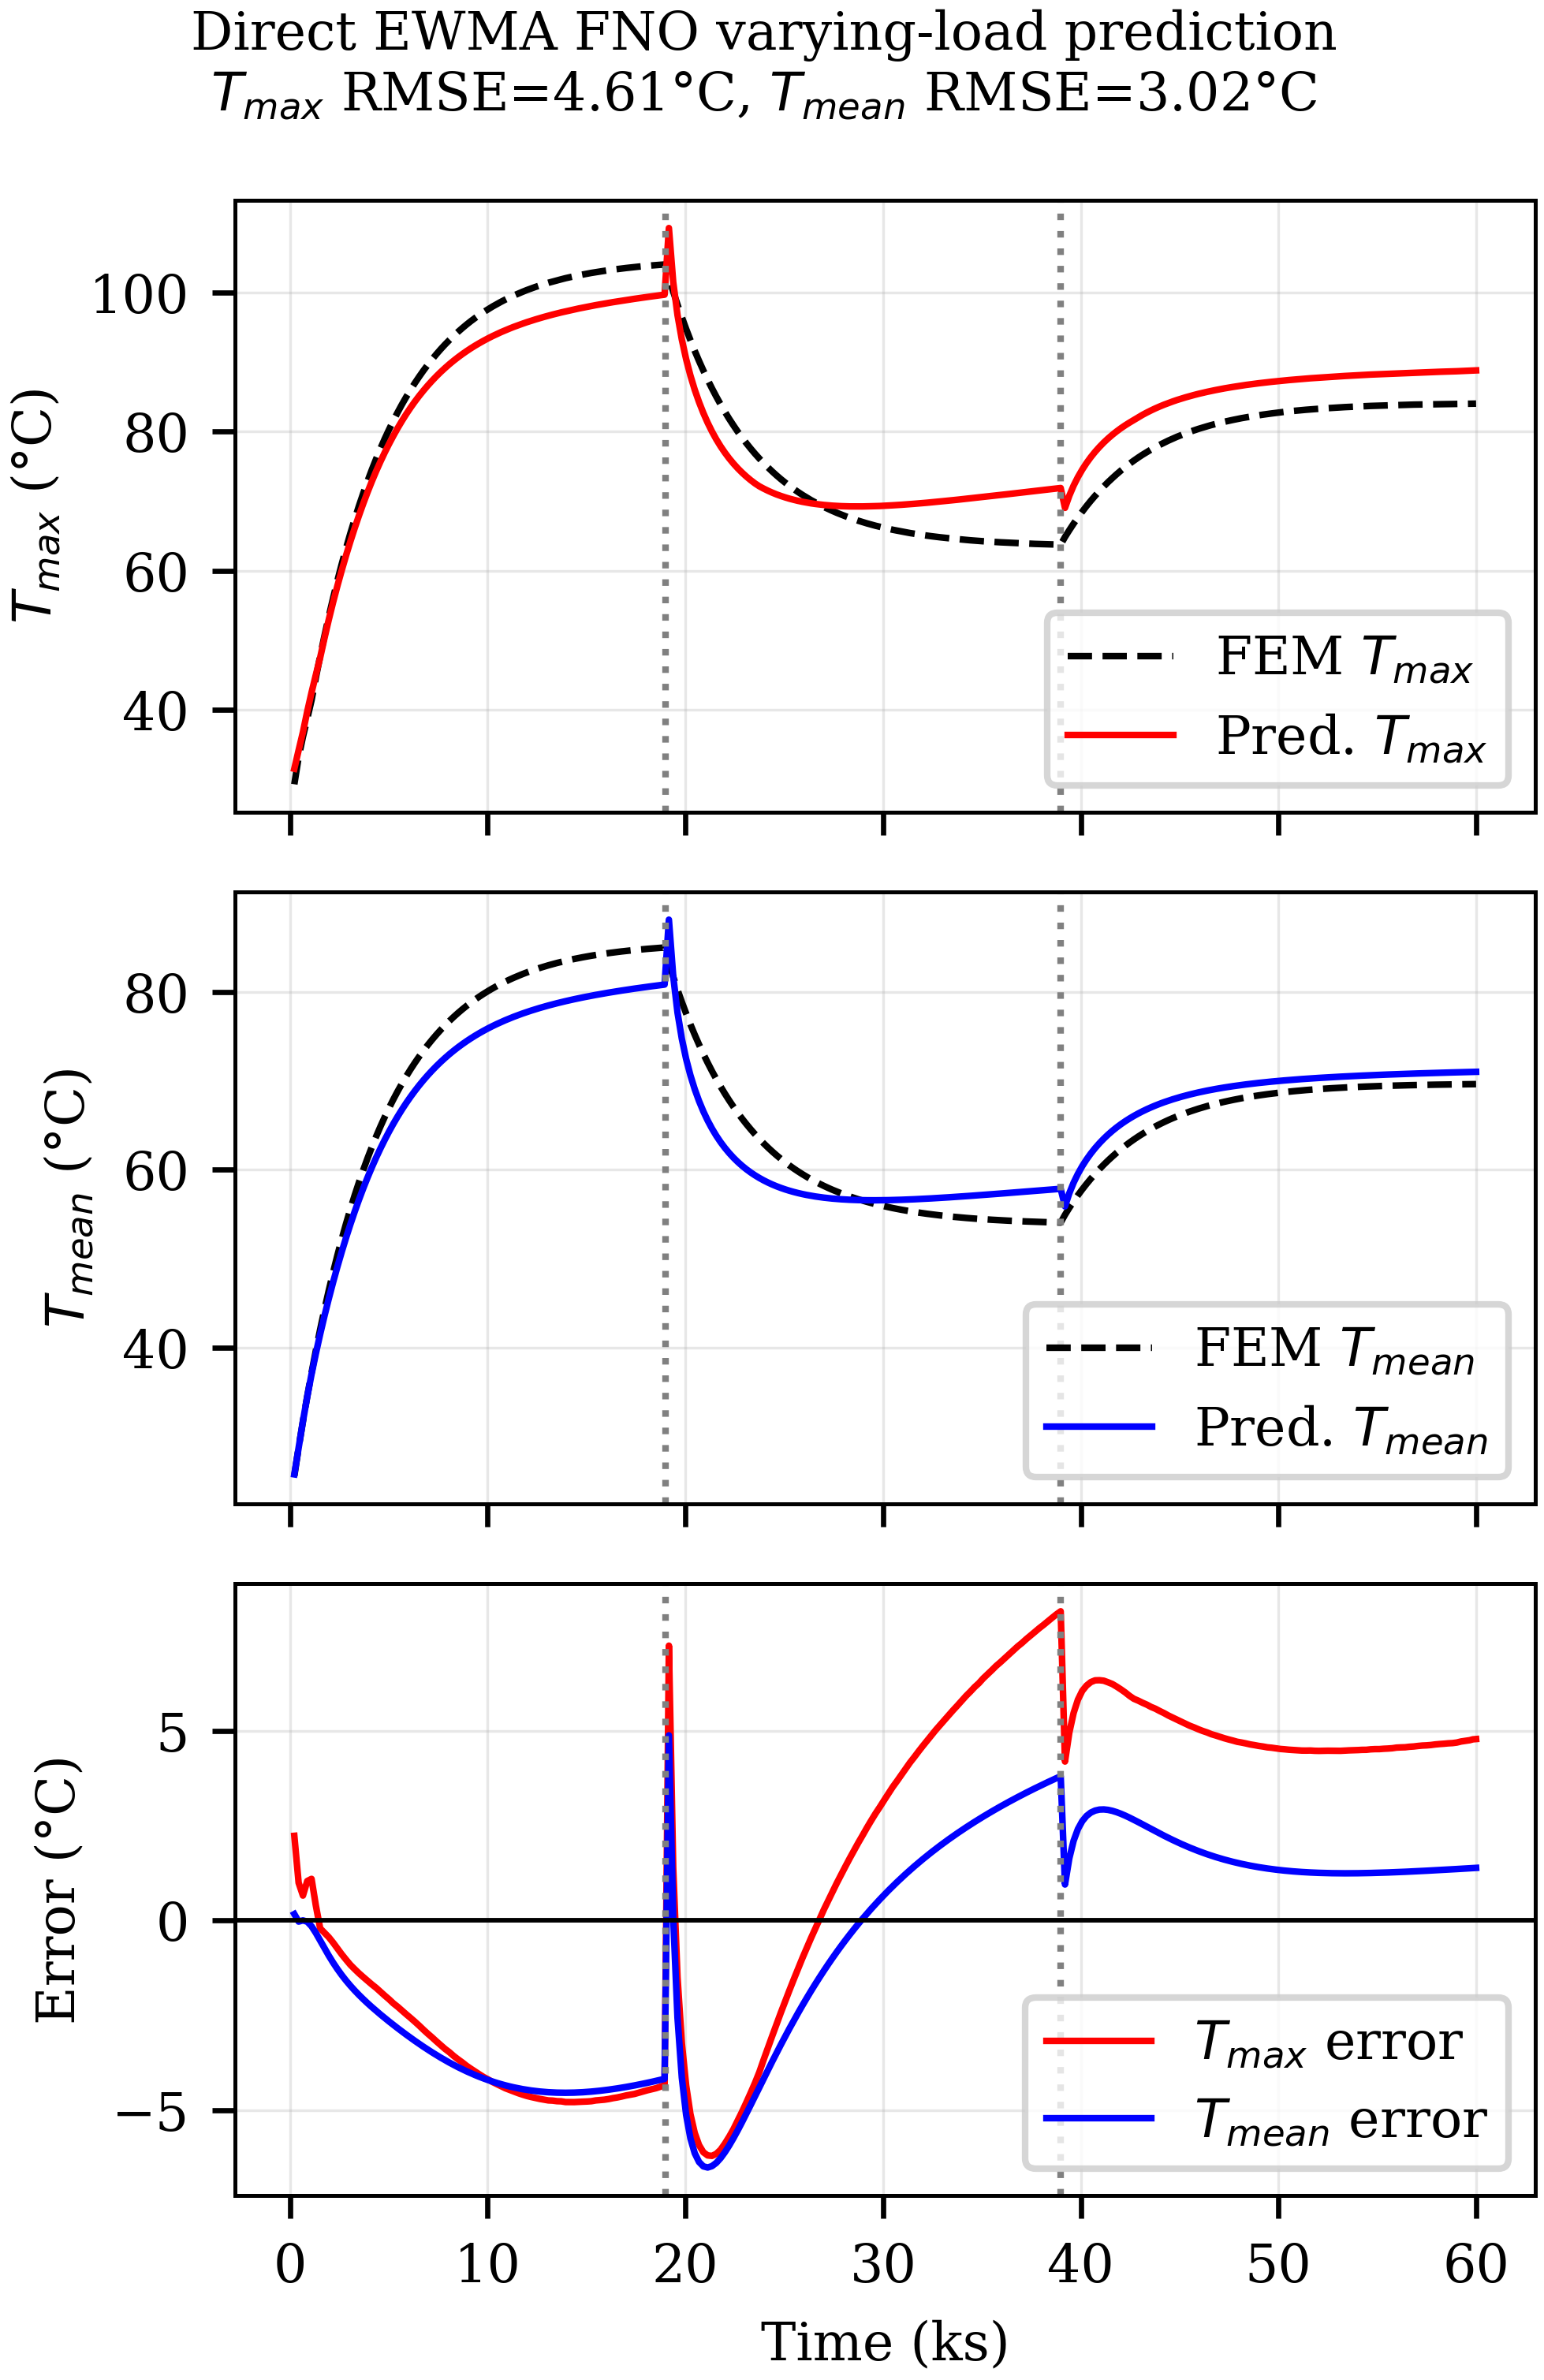 Direct EWMA FNO varying-load prediction
T_max RMSE=4.61°C, T_mean RMSE=3.02°C
T_max (°C)
100
80
60
40
FEM T_max
Pred. T_max
T_mean (°C)
80
60
40
FEM T_mean
Pred. T_mean
Error (°C)
5
0
−5
T_max error
T_mean error
0 10 20 30 40 50 60
Time (ks)